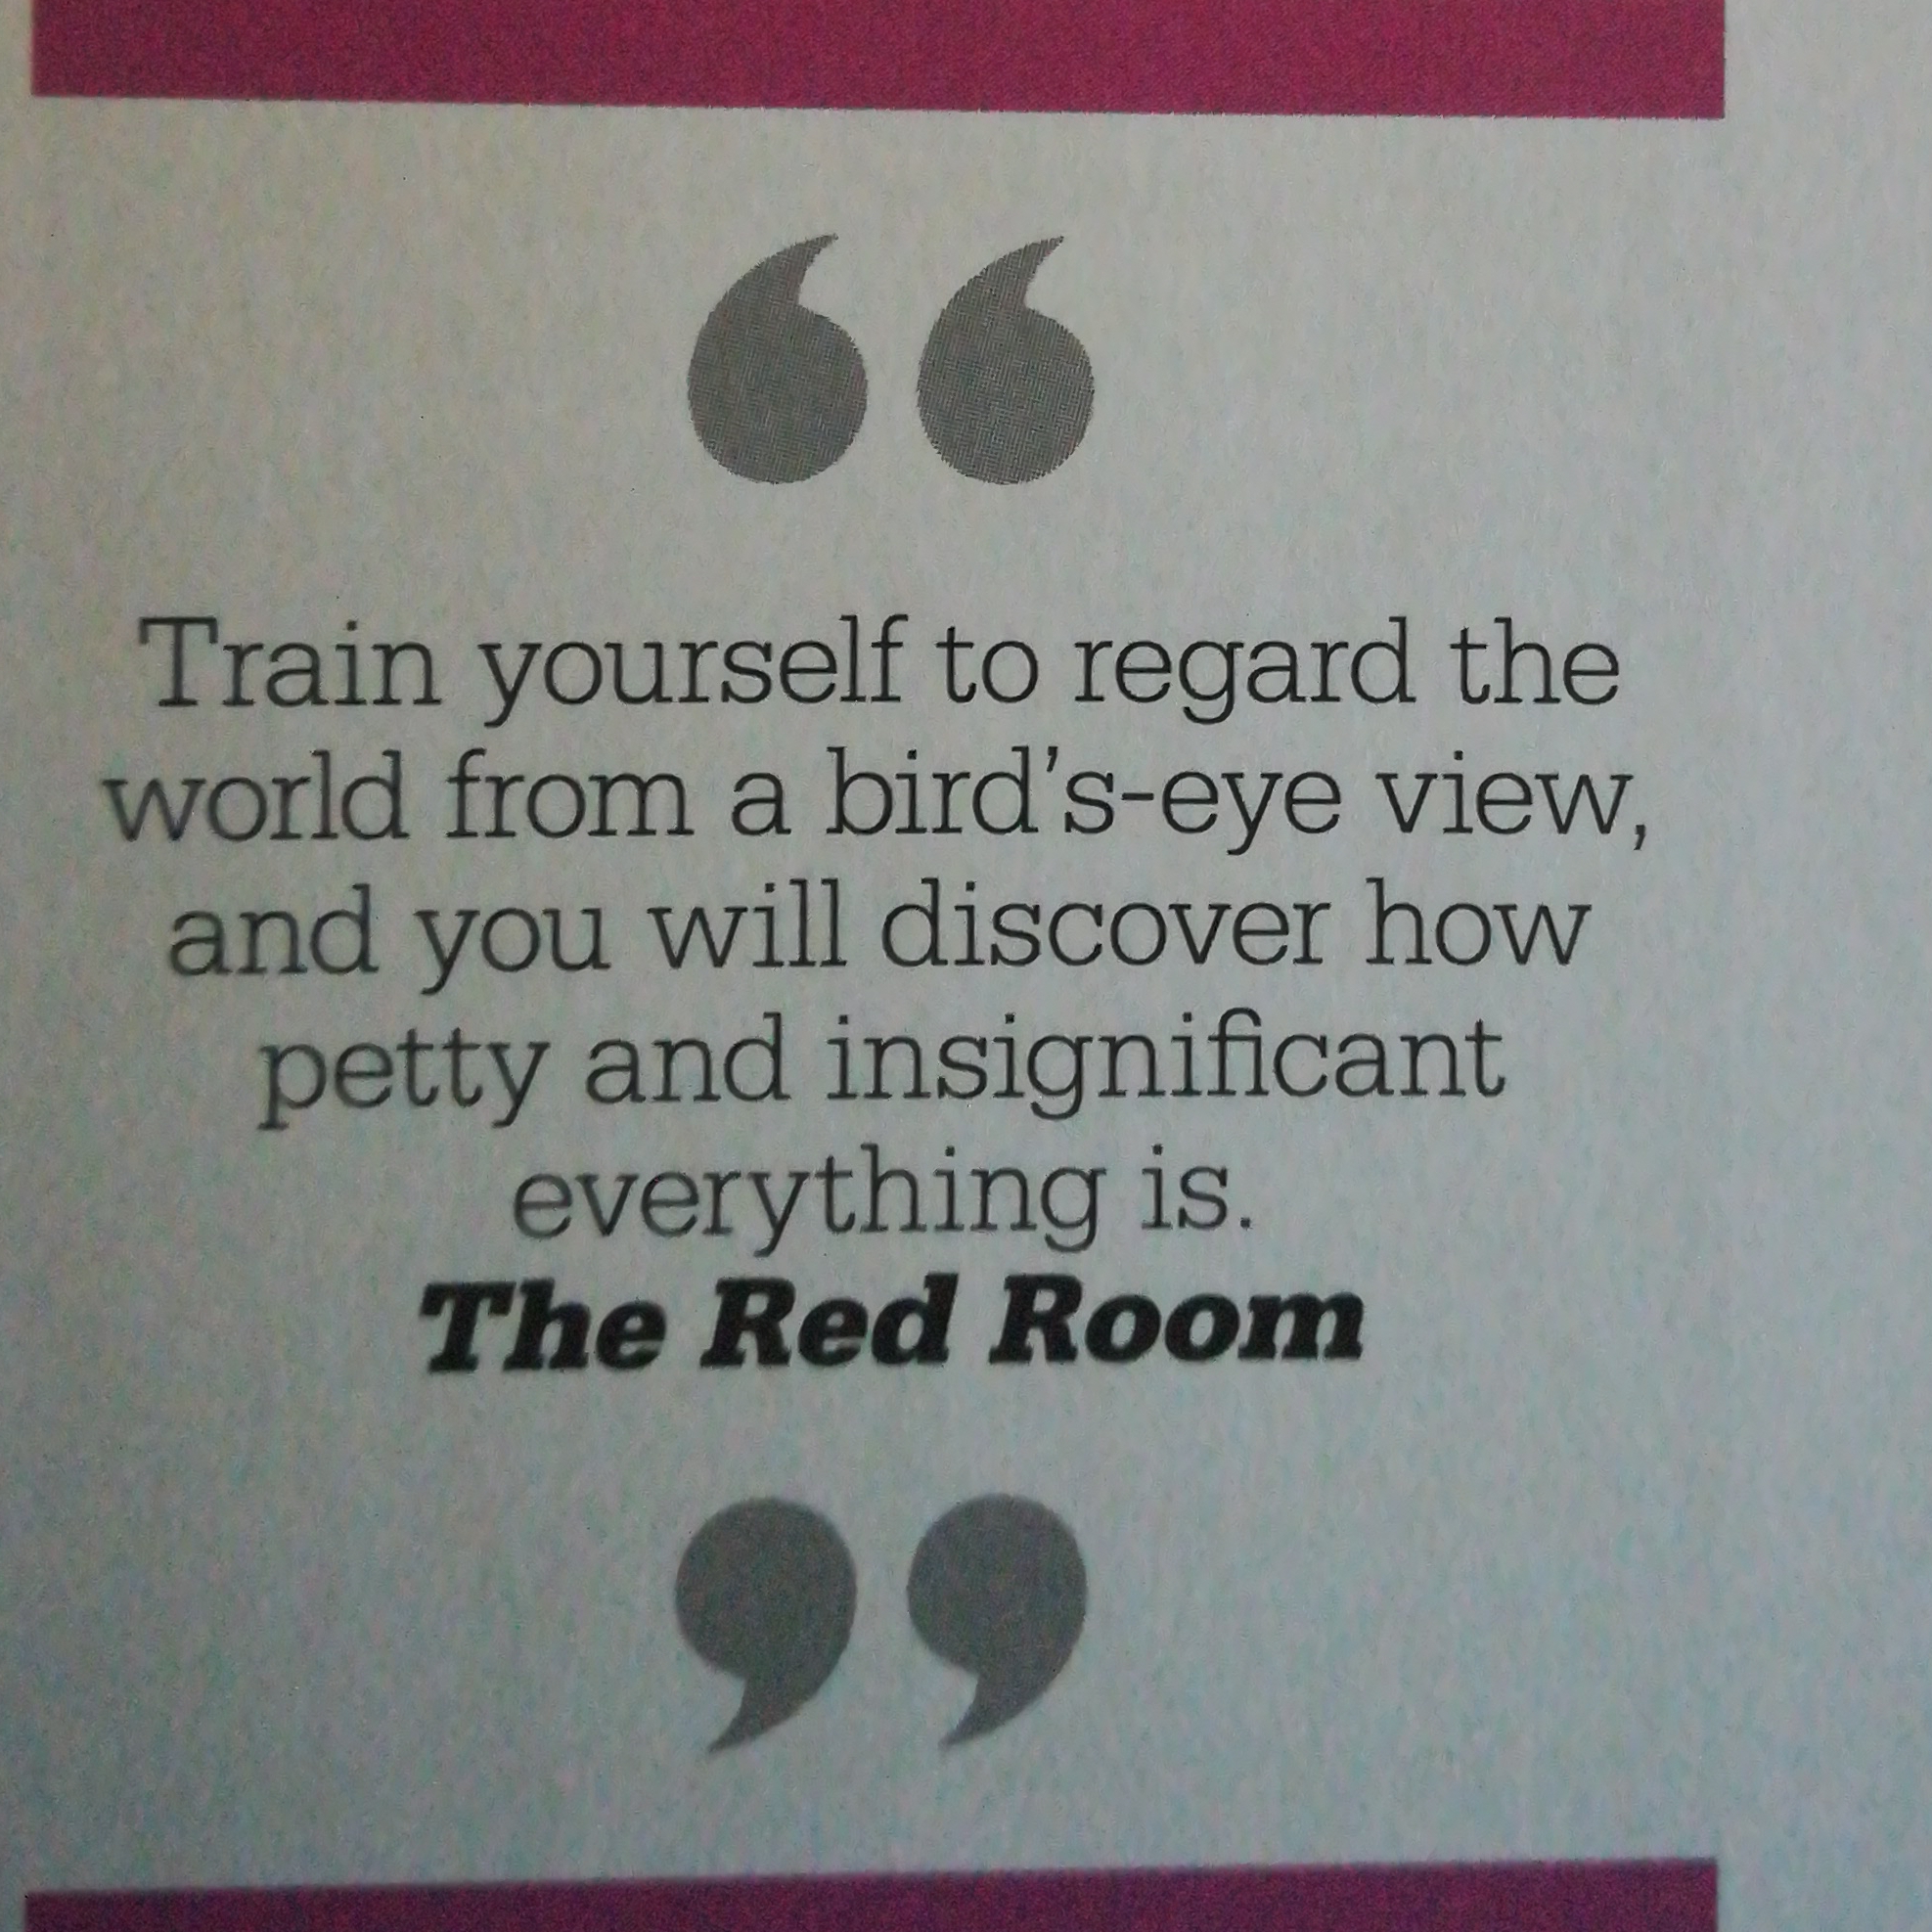 “
Train yourself to regard the
world from a bird’s-eye view,
and you will discover how
petty and insignificant
everything is.
The Red Room
”